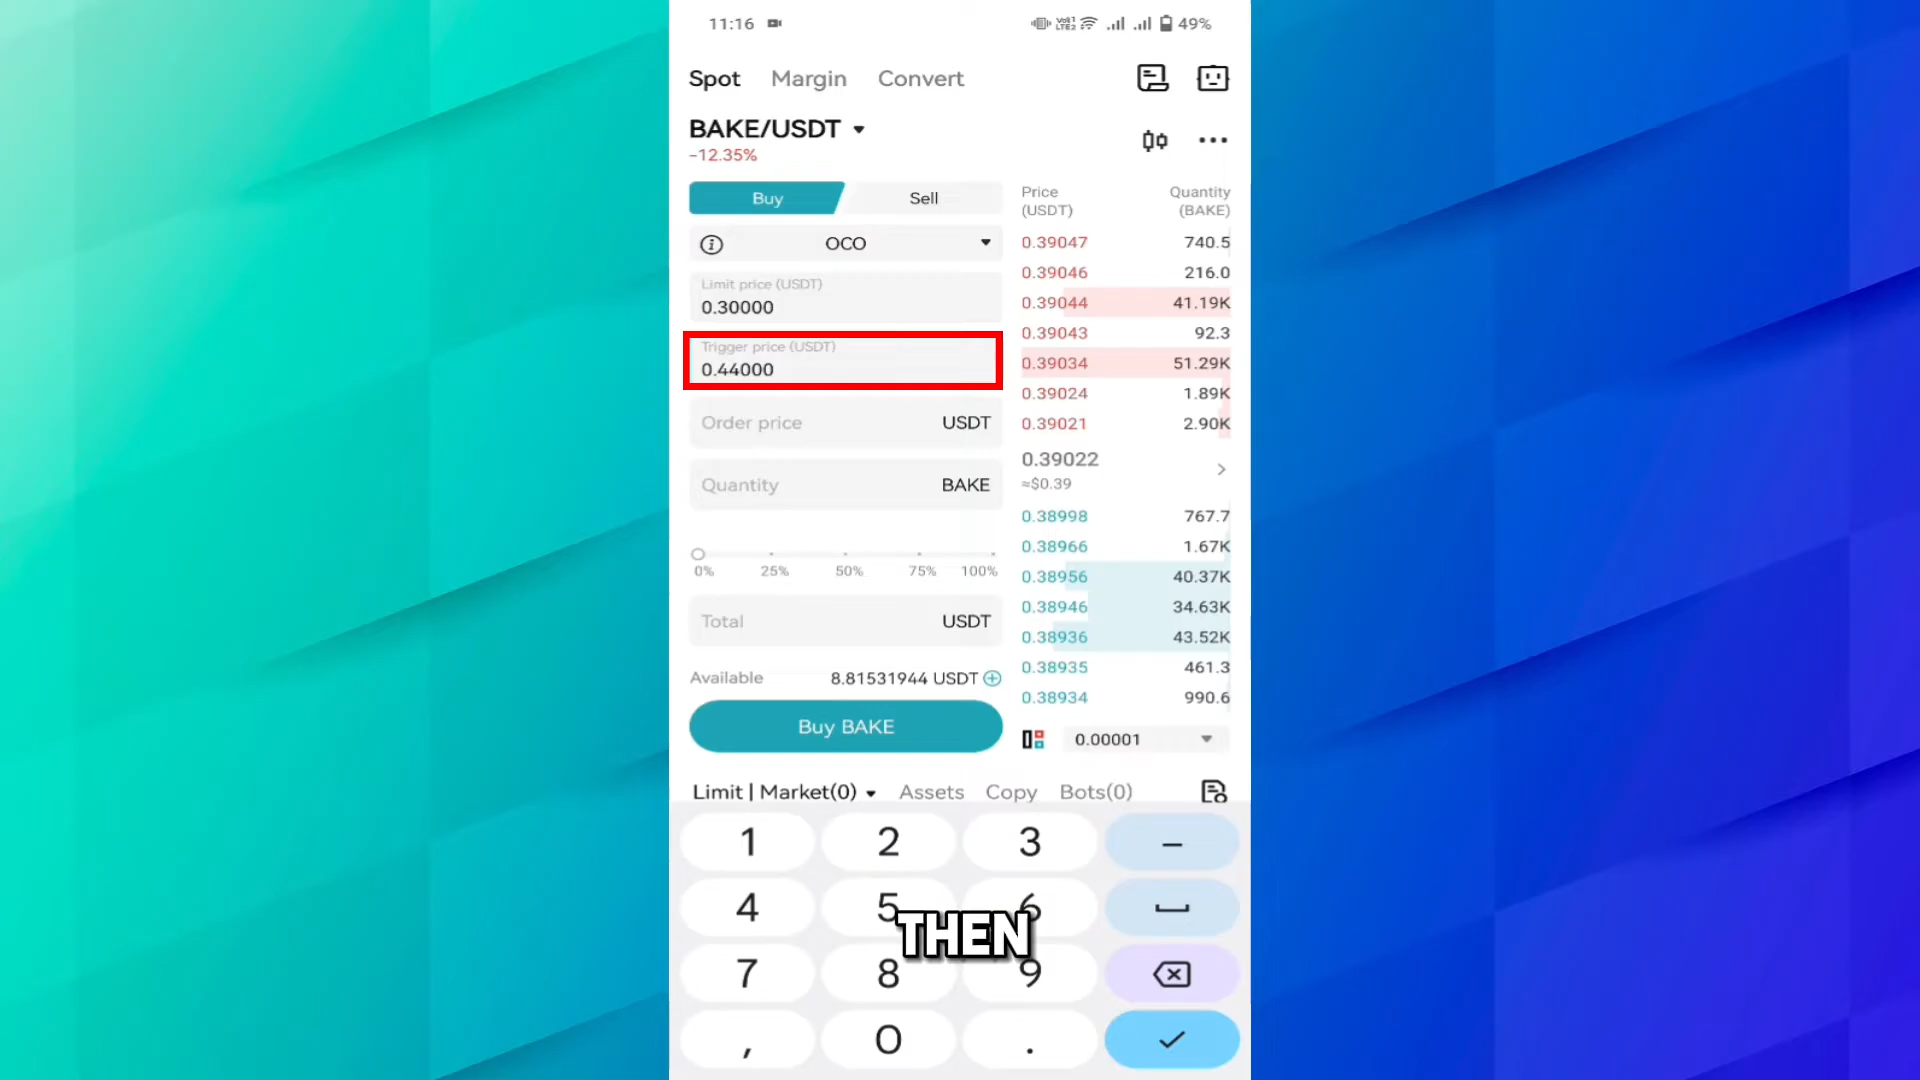 11:16
Vo1 LTE2 49%
Spot Margin Convert
BAKE/USDT
-12.35%
Buy Sell
OCO
Limit price (USDT)
0.30000
Trigger price (USDT)
0.44000
Order price USDT
Quantity BAKE
0% 25% 50% 75% 100%
Total USDT
Available 8.81531944 USDT
Buy BAKE
Price Quantity
(USDT) (BAKE)
0.39047 740.5
0.39046 216.0
0.39044 41.19K
0.39043 92.3
0.39034 51.29K
0.39024 1.89K
0.39021 2.90K
0.39022
≈$0.39
0.38998 767.7
0.38966 1.67K
0.38956 40.37K
0.38946 34.63K
0.38936 43.52K
0.38935 461.3
0.38934 990.6
0.00001
Limit | Market(0) Assets Copy Bots(0)
1 2 3 –
4 5 6
THEN
7 8 9
, 0 .